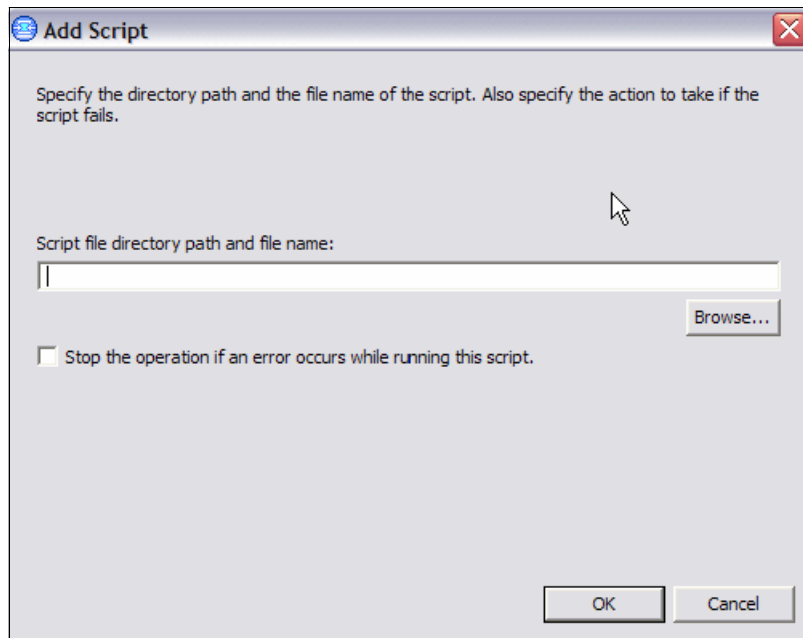 Add Script
Specify the directory path and the file name of the script. Also specify the action to take if the
script fails.
Script file directory path and file name:
Browse...
Stop the operation if an error occurs while running this script.
OK
Cancel